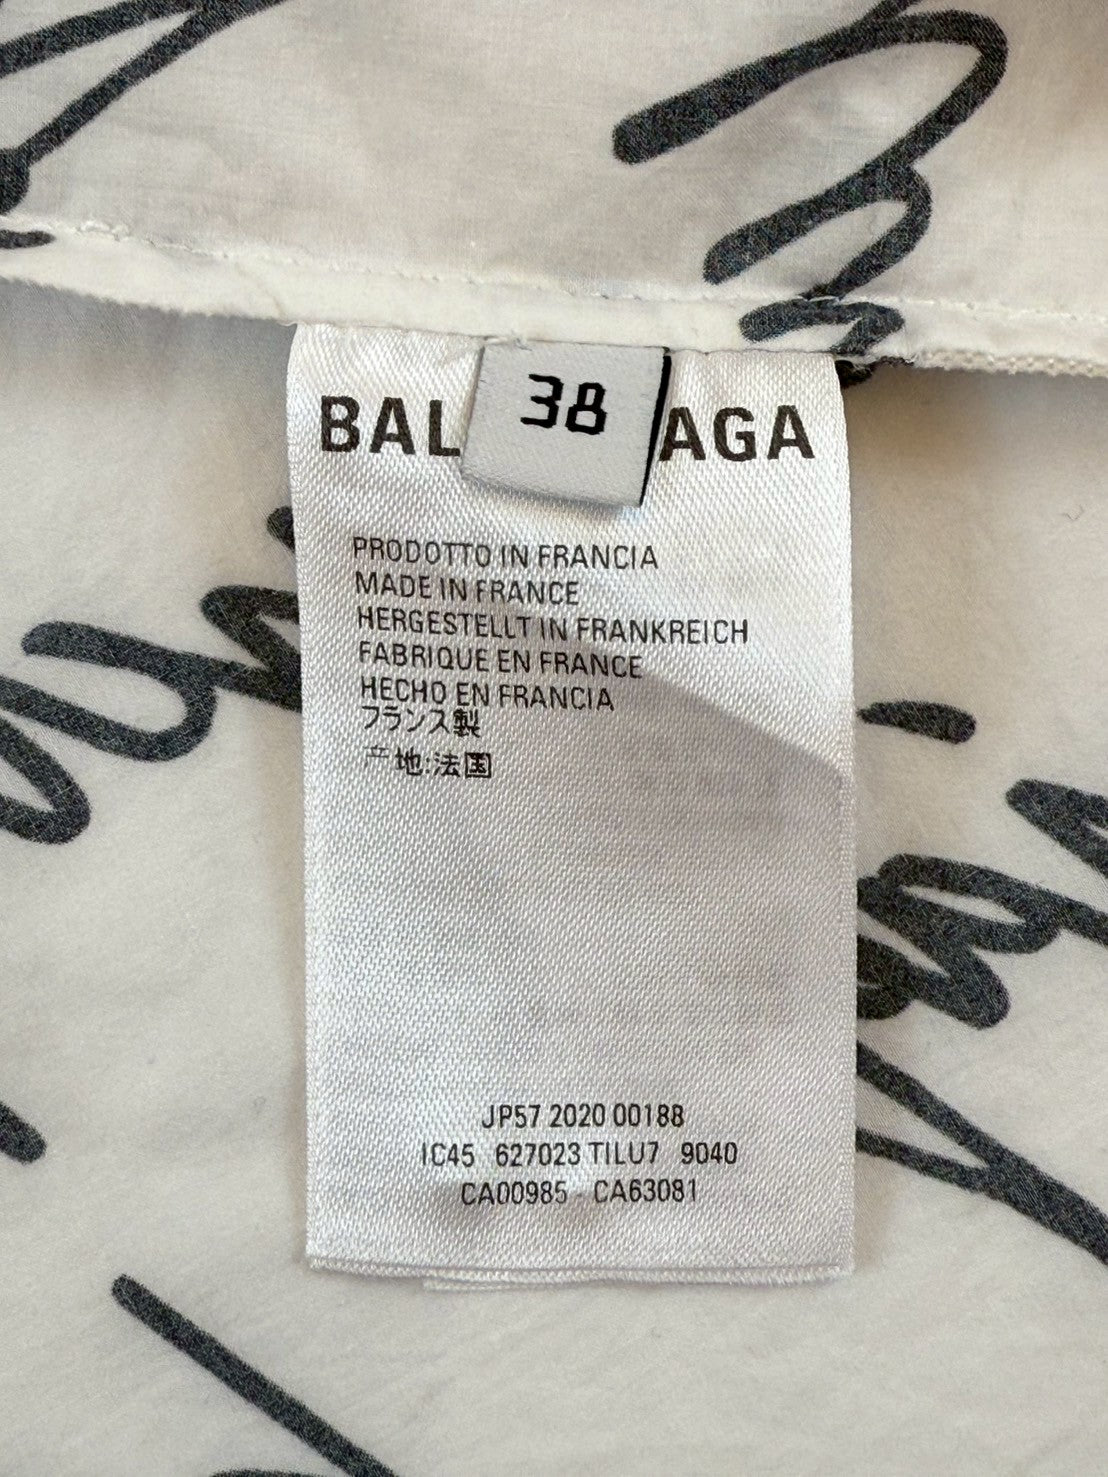 38
BAL AGA
PRODOTTO IN FRANCIA
MADE IN FRANCE
HERGESTELLT IN FRANKREICH
FABRIQUE EN FRANCE
HECHO EN FRANCIA
フランス製
产地:法国
JP57 2020 00188
IC45 627023 TILU7 9040
CA00985 CA63081